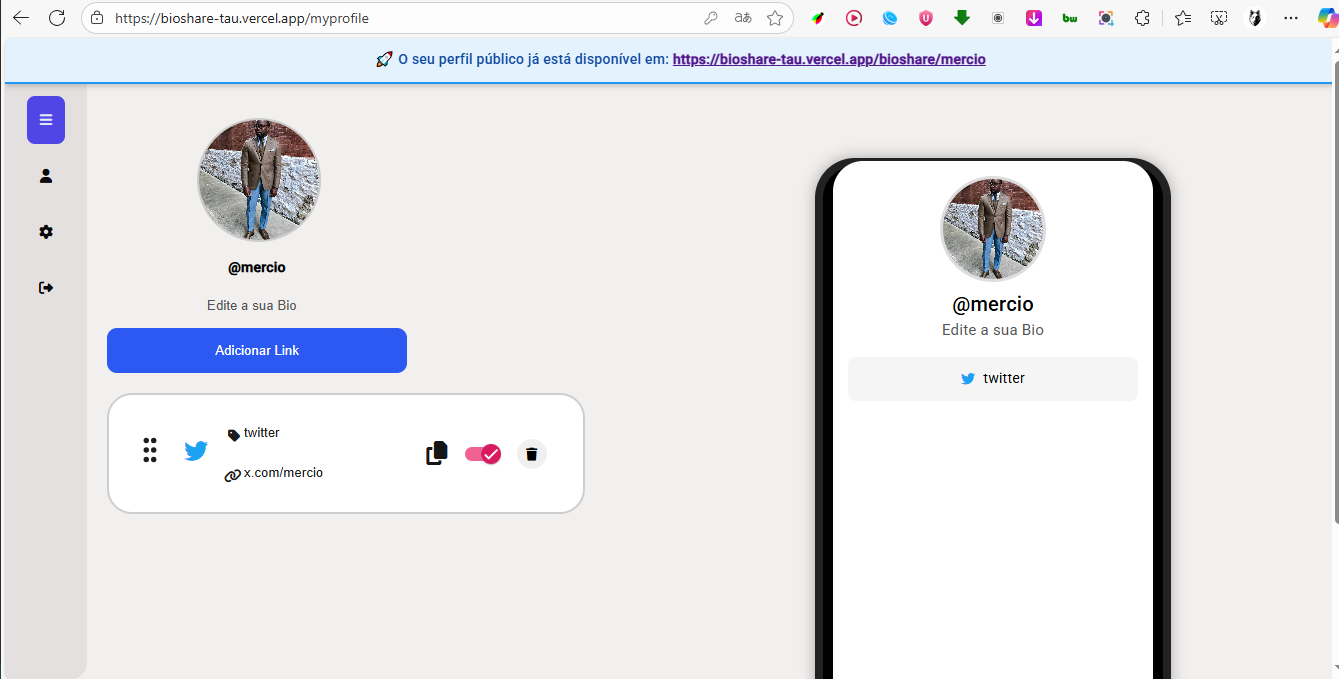 https://bioshare-tau.vercel.app/myprofile
🚀 O seu perfil público já está disponível em: https://bioshare-tau.vercel.app/bioshare/mercio
@mercio
Edite a sua Bio
Adicionar Link
twitter
x.com/mercio
@mercio
Edite a sua Bio
twitter